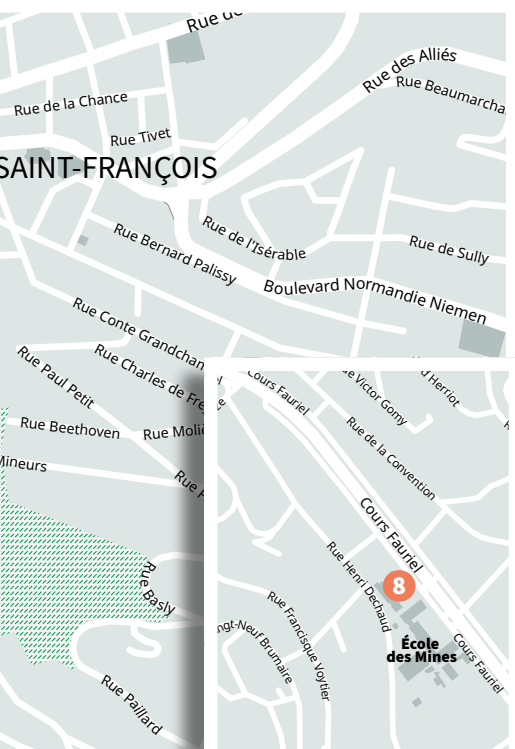 Rue de
Rue des Alliés
Rue Beaumarcha
Rue de la Chance
Rue Tivet
SAINT-FRANÇOIS
Rue de l'Isérable
Rue Bernard Palissy
Rue de Sully
Boulevard Normandie Niemen
Rue Conte Grandchan
Rue Charles de Fre
Rue Paul Petit
Rue Beethoven
Rue Moliè
Mineurs
Rue
Rue Basly
Rue Paillard
Cours Fauriel
e Victor Gomy
d Herriot
Rue de la Convention
Cours Fauriel
Rue Henri Dechaud
8
Rue Francisque Voytier
ngt-Neuf Brumaire
École
des Mines
Cours Fauriel